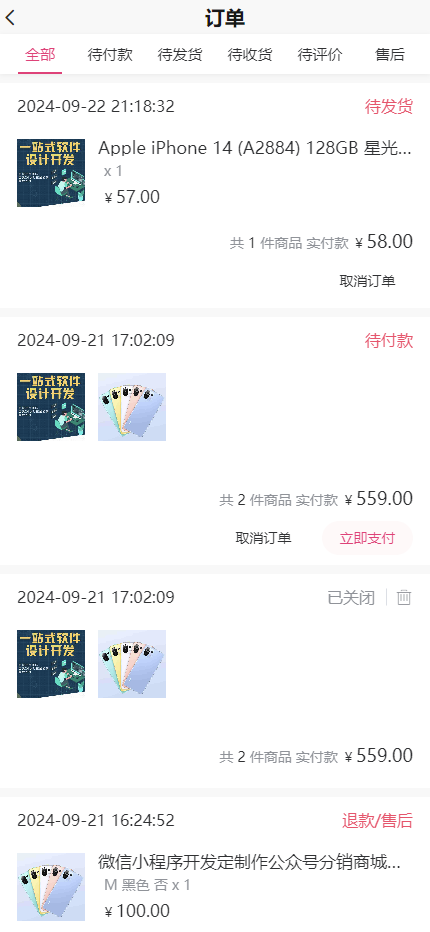 订单
全部 待付款 待发货 待收货 待评价 售后
2024-09-22 21:18:32 待发货
一站式软件
设计开发
Apple iPhone 14 (A2884) 128GB 星光...
x 1
¥ 57.00
共 1 件商品 实付款 ¥ 58.00
取消订单
2024-09-21 17:02:09 待付款
一站式软件
设计开发
共 2 件商品 实付款 ¥ 559.00
取消订单 立即支付
2024-09-21 17:02:09 已关闭
一站式软件
设计开发
共 2 件商品 实付款 ¥ 559.00
2024-09-21 16:24:52 退款/售后
微信小程序开发定制作公众号分销商城...
M 黑色 否 x 1
¥ 100.00